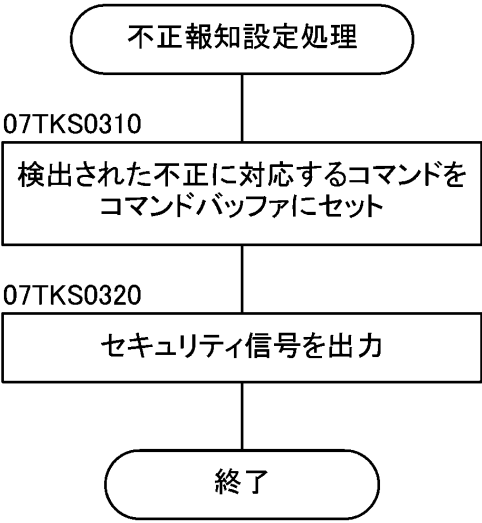 不正報知設定処理
07TKS0310
検出された不正に対応するコマンドを
コマンドバッファにセット
07TKS0320
セキュリティ信号を出力
終了